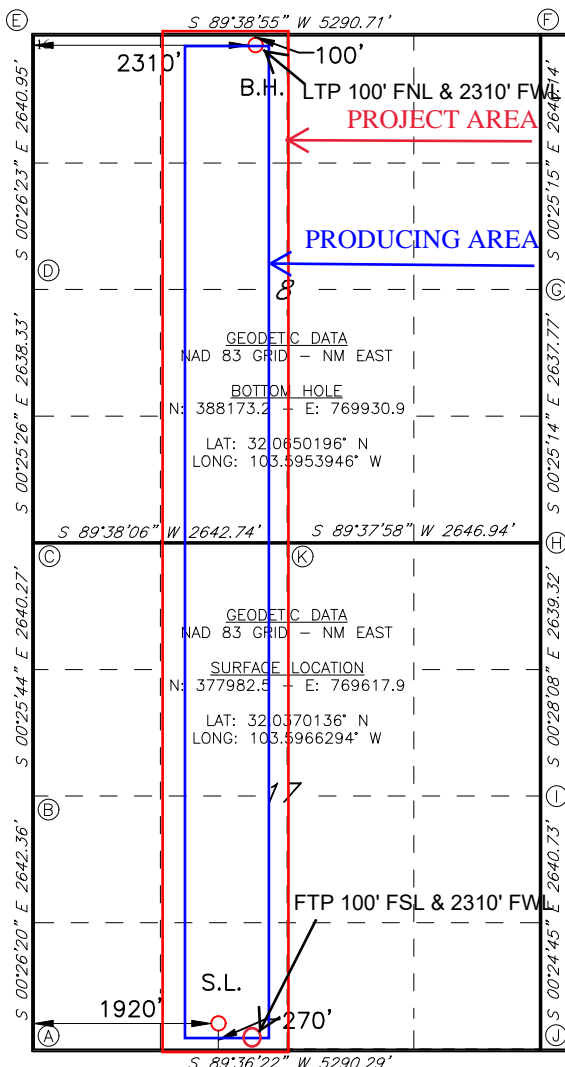 E
S 89°38'55" W 5290.71'
F
2310'
100'
B.H.
LTP 100' FNL & 2310' FWL
PROJECT AREA
S 00°26'23" E 2640.95'
S 00°25'15" E 2640.14'
PRODUCING AREA
D
8
G
GEODETIC DATA
NAD 83 GRID – NM EAST
BOTTOM HOLE
N: 388173.2 – E: 769930.9
LAT: 32.0650196° N
LONG: 103.5953946° W
S 00°25'26" E 2638.33'
S 00°25'14" E 2637.77'
S 89°38'06" W 2642.74'
S 89°37'58" W 2646.94'
C
K
H
GEODETIC DATA
NAD 83 GRID – NM EAST
SURFACE LOCATION
N: 377982.5 – E: 769617.9
LAT: 32.0370136° N
LONG: 103.5966294° W
S 00°25'44" E 2640.27'
S 00°28'08" E 2639.32'
B
17
I
FTP 100' FSL & 2310' FWL
S 00°26'20" E 2642.36'
S 00°24'45" E 2640.73'
S.L.
1920'
270'
A
J
S 89°36'22" W 5290.29'